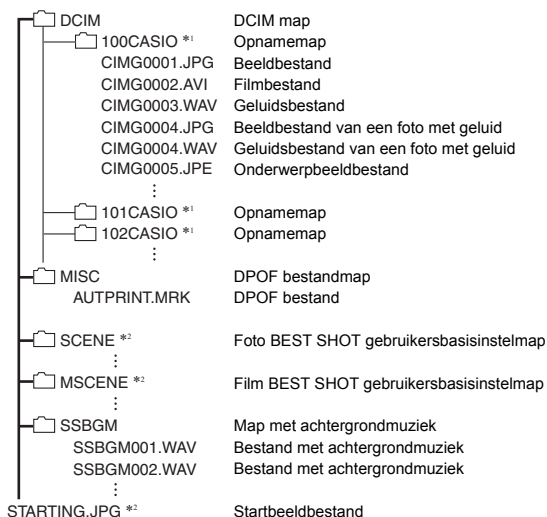 DCIM DCIM map
100CASIO *1 Opnamemap
CIMG0001.JPG Beeldbestand
CIMG0002.AVI Filmbestand
CIMG0003.WAV Geluidsbestand
CIMG0004.JPG Beeldbestand van een foto met geluid
CIMG0004.WAV Geluidsbestand van een foto met geluid
CIMG0005.JPE Onderwerpbeeldbestand
101CASIO *1 Opnamemap
102CASIO *1 Opnamemap
MISC DPOF bestandmap
AUTPRINT.MRK DPOF bestand
SCENE *2 Foto BEST SHOT gebruikersbasisinstelmap
MSCENE *2 Film BEST SHOT gebruikersbasisinstelmap
SSBGM Map met achtergrondmuziek
SSBGM001.WAV Bestand met achtergrondmuziek
SSBGM002.WAV Bestand met achtergrondmuziek
STARTING.JPG *2 Startbeeldbestand